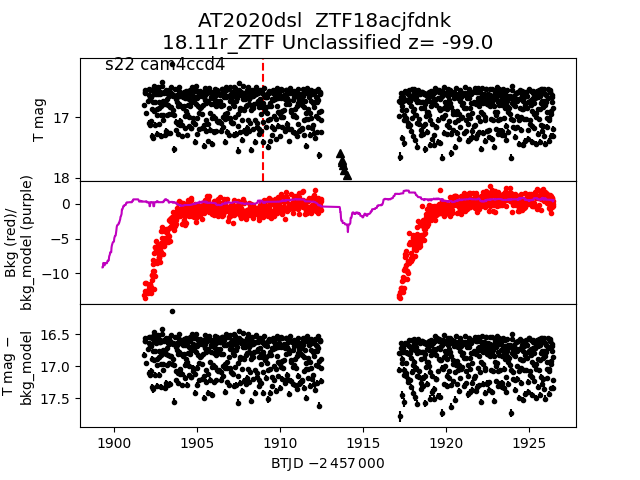 AT2020dsl  ZTF18acjfdnk
18.11r_ZTF Unclassified z= -99.0
s22 cam4ccd4
T mag
17
18
Bkg (red)/
bkg_model (purple)
0
−5
−10
T mag −
bkg_model
16.5
17.0
17.5
1900 1905 1910 1915 1920 1925
BTJD −2 457 000